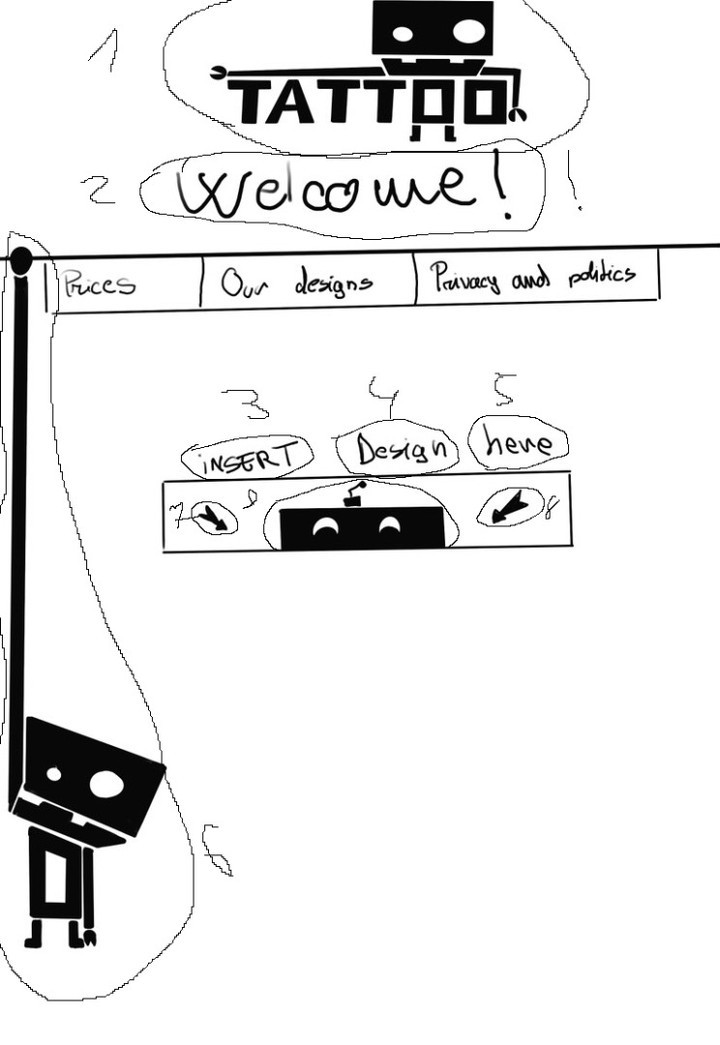 1
TATTOO
2 Welcome! !
Prices Our designs Privacy and politics
3 4 5
iNSERT Design here
7 9 8
6